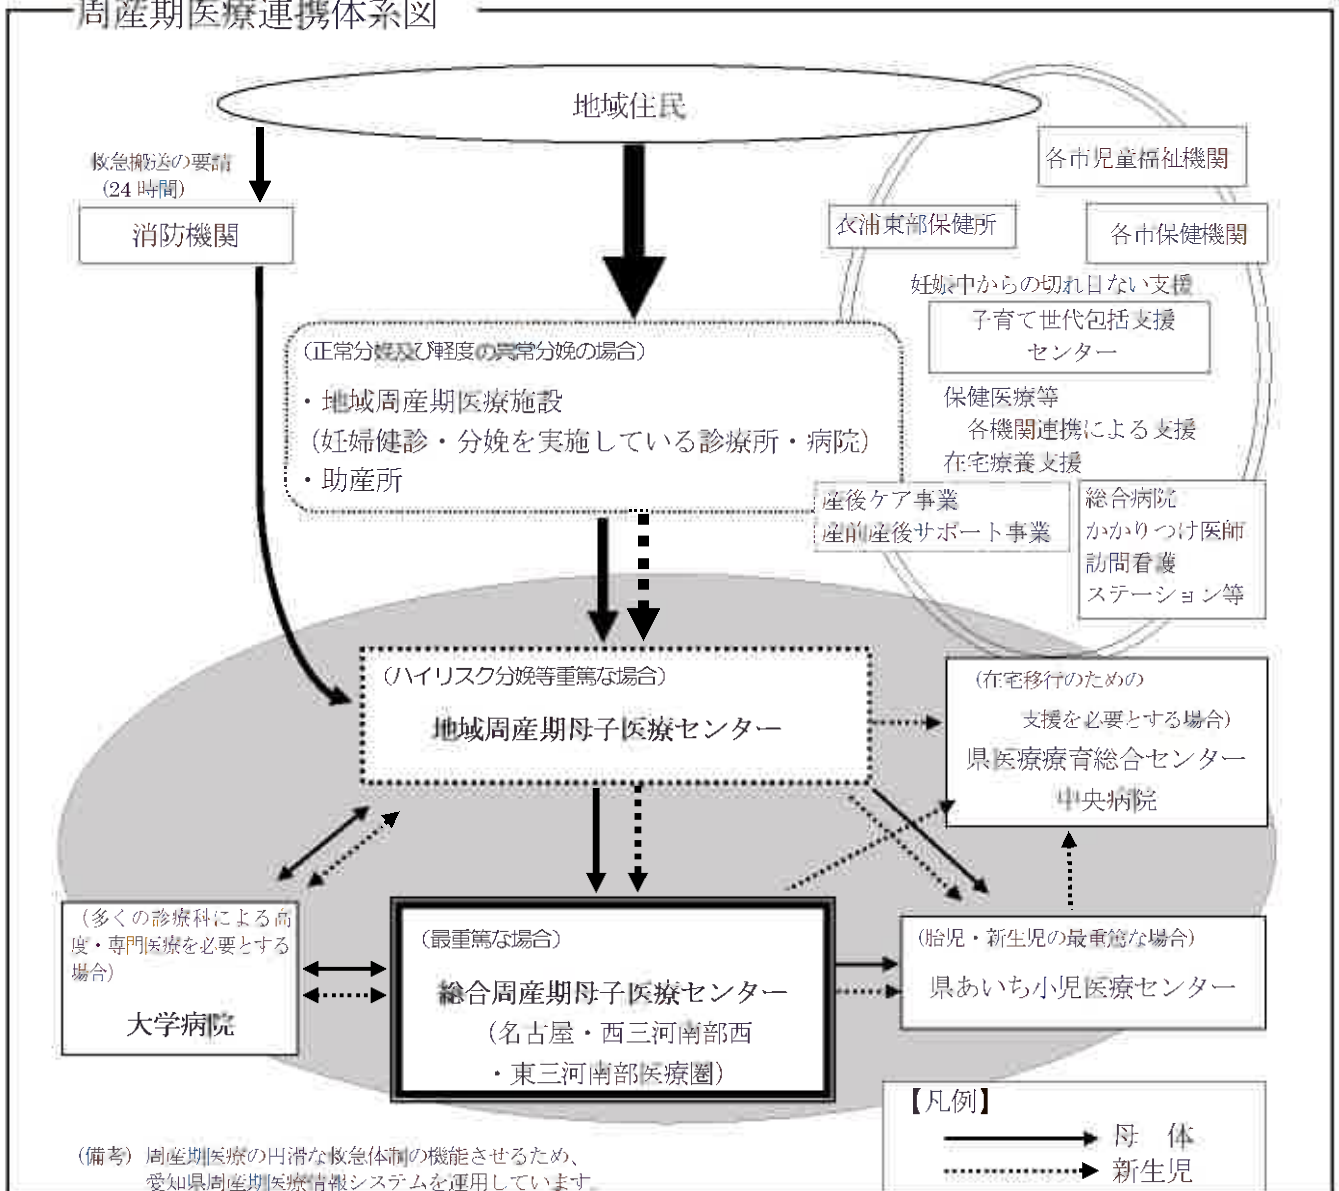 周産期医療連携体系図
地域住民
救急搬送の要請
(24時間)
消防機関
各市児童福祉機関
衣浦東部保健所
各市保健機関
妊娠中からの切れ目ない支援
子育て世代包括支援
センター
保健医療等
各機関連携による支援
在宅療養支援
産後ケア事業
産前産後サポート事業
総合病院
かかりつけ医師
訪問看護
ステーション等
(正常分娩及び軽度の異常分娩の場合)
・地域周産期医療施設
(妊婦健診・分娩を実施している診療所・病院)
・助産所
(ハイリスク分娩等重篤な場合)
地域周産期母子医療センター
(在宅移行のための
支援を必要とする場合)
県医療療育総合センター
中央病院
(多くの診療科による高
度・専門医療を必要とする
場合)
大学病院
(最重篤な場合)
総合周産期母子医療センター
(名古屋・西三河南部西
・東三河南部医療圏)
(胎児・新生児の最重篤な場合)
県あいち小児医療センター
【凡例】
母　体
新生児
(備考) 周産期医療の円滑な救急体制の機能させるため、
愛知県周産期医療情報システムを運用しています。